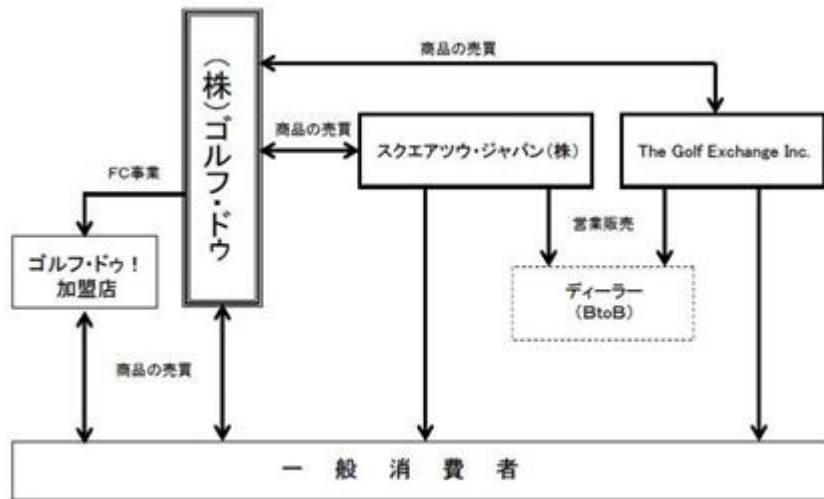 商品の売買
(株)ゴルフ・ドゥ
商品の売買
スクエアツウ・ジャパン(株)
The Golf Exchange Inc.
FC事業
営業販売
ゴルフ・ドゥ!
加盟店
ディーラー
(BtoB)
商品の売買
一般消費者